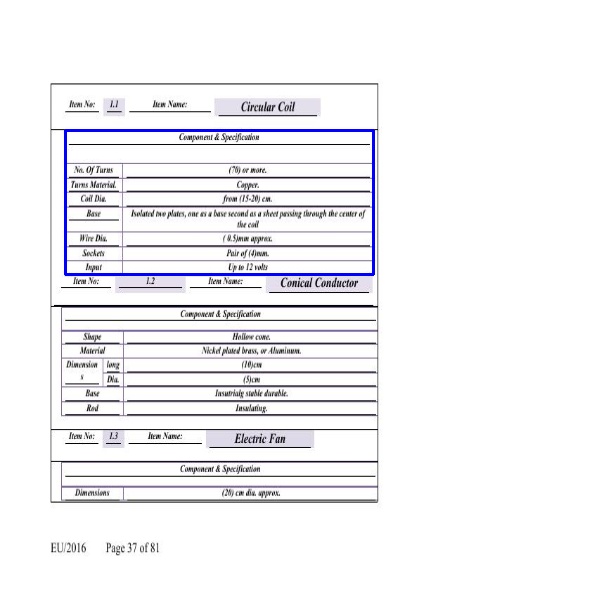 Item No: 1.1 Item Name: Circular Coil
Component & Specification
No. Of Turns (70) or more.
Turns Material. Copper.
Coil Dia. from (15-20) cm.
Base Isolated two plates, one as a base second as a sheet passing through the center of
the coil
Wire Dia. ( 0.5)mm approx.
Sockets Pair of (4)mm.
Input Up to 12 volts
Item No: 1.2 Item Name: Conical Conductor
Component & Specification
Shape Hollow cone.
Material Nickel plated brass, or Aluminum.
Dimension long (10)cm
s Dia. (5)cm
Base Insutrialg stable durable.
Rod Insulating.
Item No: 1.3 Item Name: Electric Fan
Component & Specification
Dimensions (20) cm dia. approx.
EU/2016 Page 37 of 81